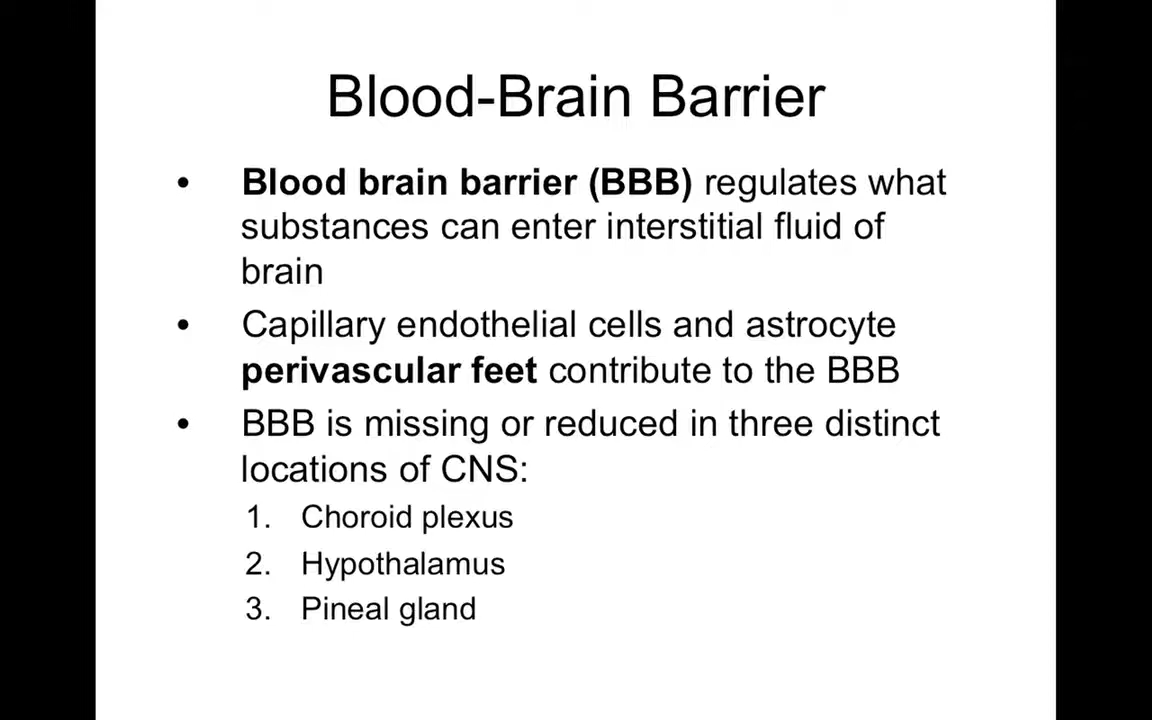 Blood-Brain Barrier
• Blood brain barrier (BBB) regulates what
substances can enter interstitial fluid of
brain
• Capillary endothelial cells and astrocyte
perivascular feet contribute to the BBB
• BBB is missing or reduced in three distinct
locations of CNS:
1. Choroid plexus
2. Hypothalamus
3. Pineal gland